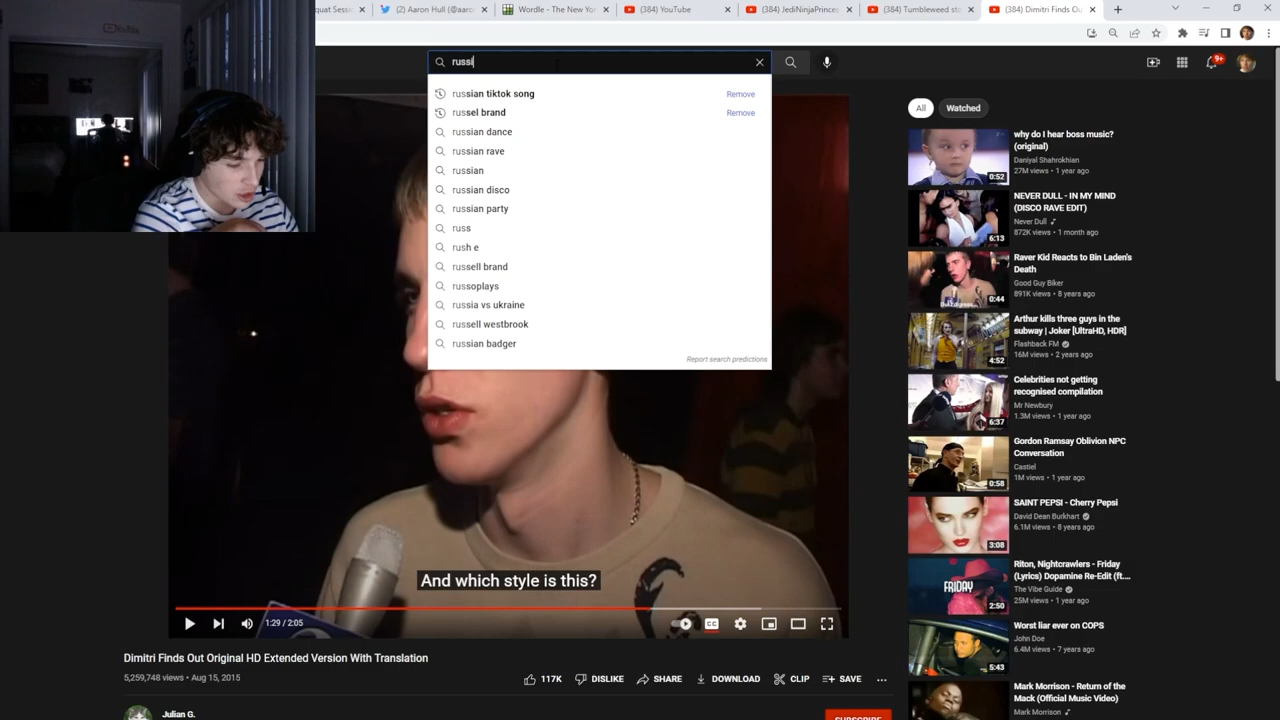 quat Sessi
(2) Aaron Hull (@aaro
Wordle - The New Yor
(384) YouTube
(384) JediNinjaPrinces
(384) Tumbleweed sto
(384) Dimitri Finds Ou
russi
9+
russian tiktok song
Remove
russel brand
Remove
russian dance
russian rave
russian
russian disco
russian party
russ
rush e
russell brand
russoplays
russia vs ukraine
russell westbrook
russian badger
Report search predictions
And which style is this?
1:29 / 2:05
Dimitri Finds Out Original HD Extended Version With Translation
5,259,748 views • Aug 15, 2015
117K
DISLIKE
SHARE
DOWNLOAD
CLIP
SAVE
Julian G.
SUBSCRIBE
All
Watched
why do I hear boss music?
(original)
Daniyal Shahrokhian
27M views • 1 year ago
0:52
NEVER DULL - IN MY MIND
(DISCO RAVE EDIT)
Never Dull
872K views • 1 month ago
6:13
Raver Kid Reacts to Bin Laden's
Death
Good Guy Biker
891K views • 8 years ago
0:44
Arthur kills three guys in the
subway | Joker [UltraHD, HDR]
Flashback FM
16M views • 2 years ago
4:52
Celebrities not getting
recognised compilation
Mr Newbury
1.3M views • 1 year ago
6:37
Gordon Ramsay Oblivion NPC
Conversation
Castiel
1M views • 1 year ago
0:58
SAINT PEPSI - Cherry Pepsi
David Dean Burkhart
6.1M views • 8 years ago
3:08
Riton, Nightcrawlers - Friday
(Lyrics) Dopamine Re-Edit (ft....
The Vibe Guide
25M views • 1 year ago
FRIDAY
2:50
Worst liar ever on COPS
John Doe
6.4M views • 7 years ago
5:43
Mark Morrison - Return of the
Mack (Official Music Video)
Mark Morrison